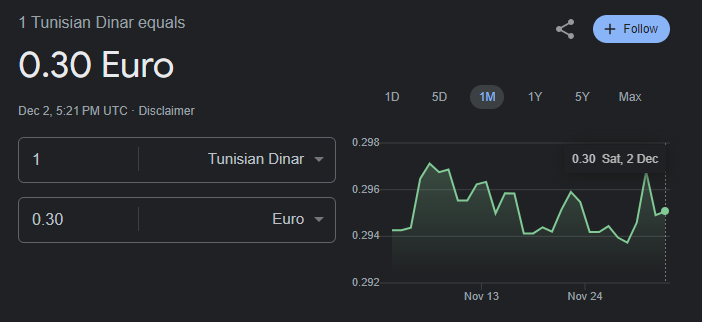 1 Tunisian Dinar equals
0.30 Euro
Dec 2, 5:21 PM UTC · Disclaimer
1 Tunisian Dinar
0.30 Euro
+ Follow
1D 5D 1M 1Y 5Y Max
0.298
0.30 Sat, 2 Dec
0.296
0.294
0.292
Nov 13 Nov 24